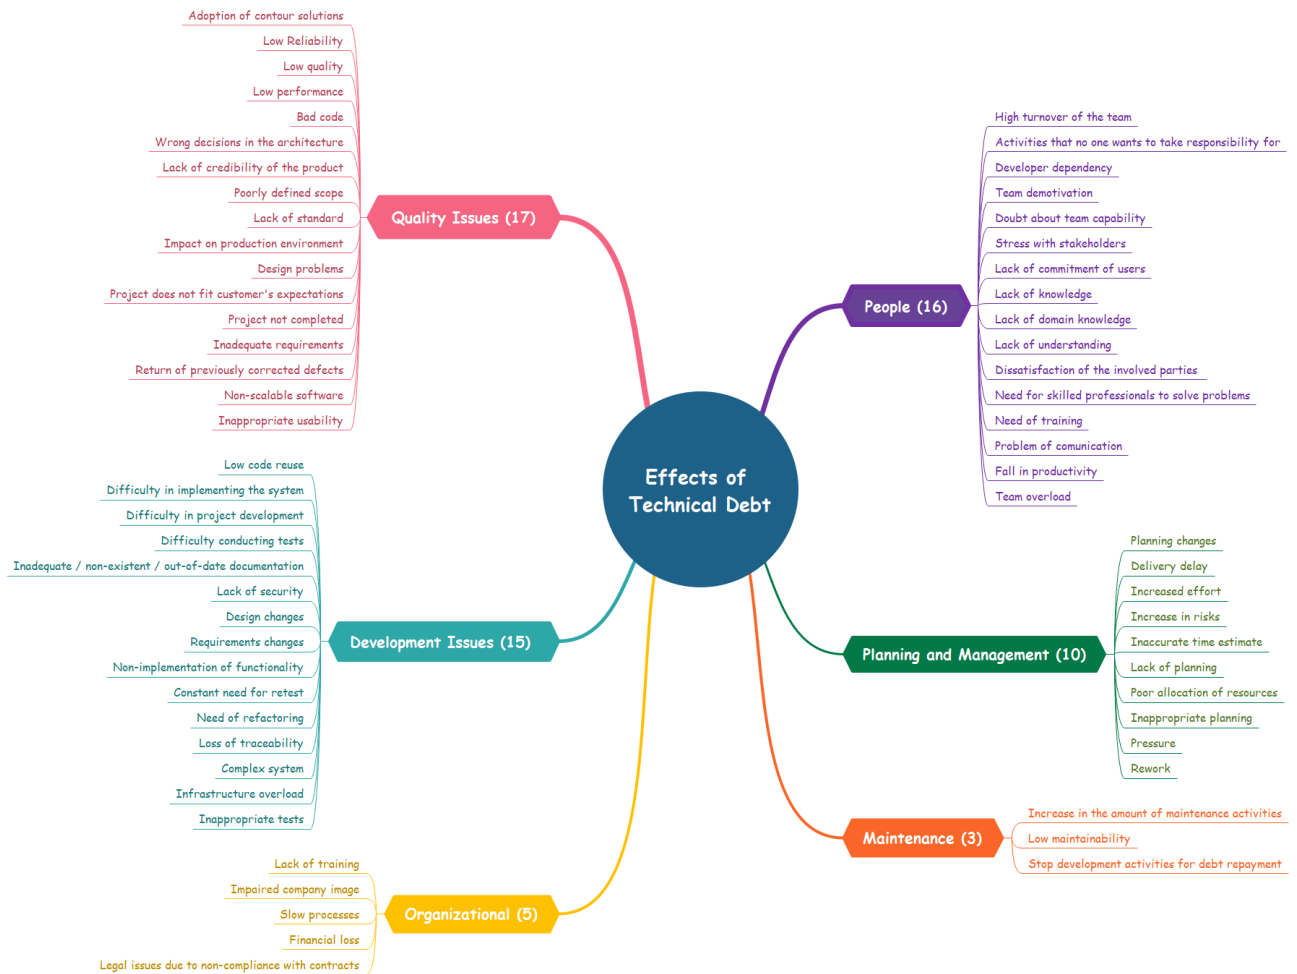 Effects of
Technical Debt
Quality Issues (17)
Adoption of contour solutions
Low Reliability
Low quality
Low performance
Bad code
Wrong decisions in the architecture
Lack of credibility of the product
Poorly defined scope
Lack of standard
Impact on production environment
Design problems
Project does not fit customer's expectations
Project not completed
Inadequate requirements
Return of previously corrected defects
Non-scalable software
Inappropriate usability
Development Issues (15)
Low code reuse
Difficulty in implementing the system
Difficulty in project development
Difficulty conducting tests
Inadequate / non-existent / out-of-date documentation
Lack of security
Design changes
Requirements changes
Non-implementation of functionality
Constant need for retest
Need of refactoring
Loss of traceability
Complex system
Infrastructure overload
Inappropriate tests
Organizational (5)
Lack of training
Impaired company image
Slow processes
Financial loss
Legal issues due to non-compliance with contracts
People (16)
High turnover of the team
Activities that no one wants to take responsibility for
Developer dependency
Team demotivation
Doubt about team capability
Stress with stakeholders
Lack of commitment of users
Lack of knowledge
Lack of domain knowledge
Lack of understanding
Dissatisfaction of the involved parties
Need for skilled professionals to solve problems
Need of training
Problem of comunication
Fall in productivity
Team overload
Planning and Management (10)
Planning changes
Delivery delay
Increased effort
Increase in risks
Inaccurate time estimate
Lack of planning
Poor allocation of resources
Inappropriate planning
Pressure
Rework
Maintenance (3)
Increase in the amount of maintenance activities
Low maintainability
Stop development activities for debt repayment